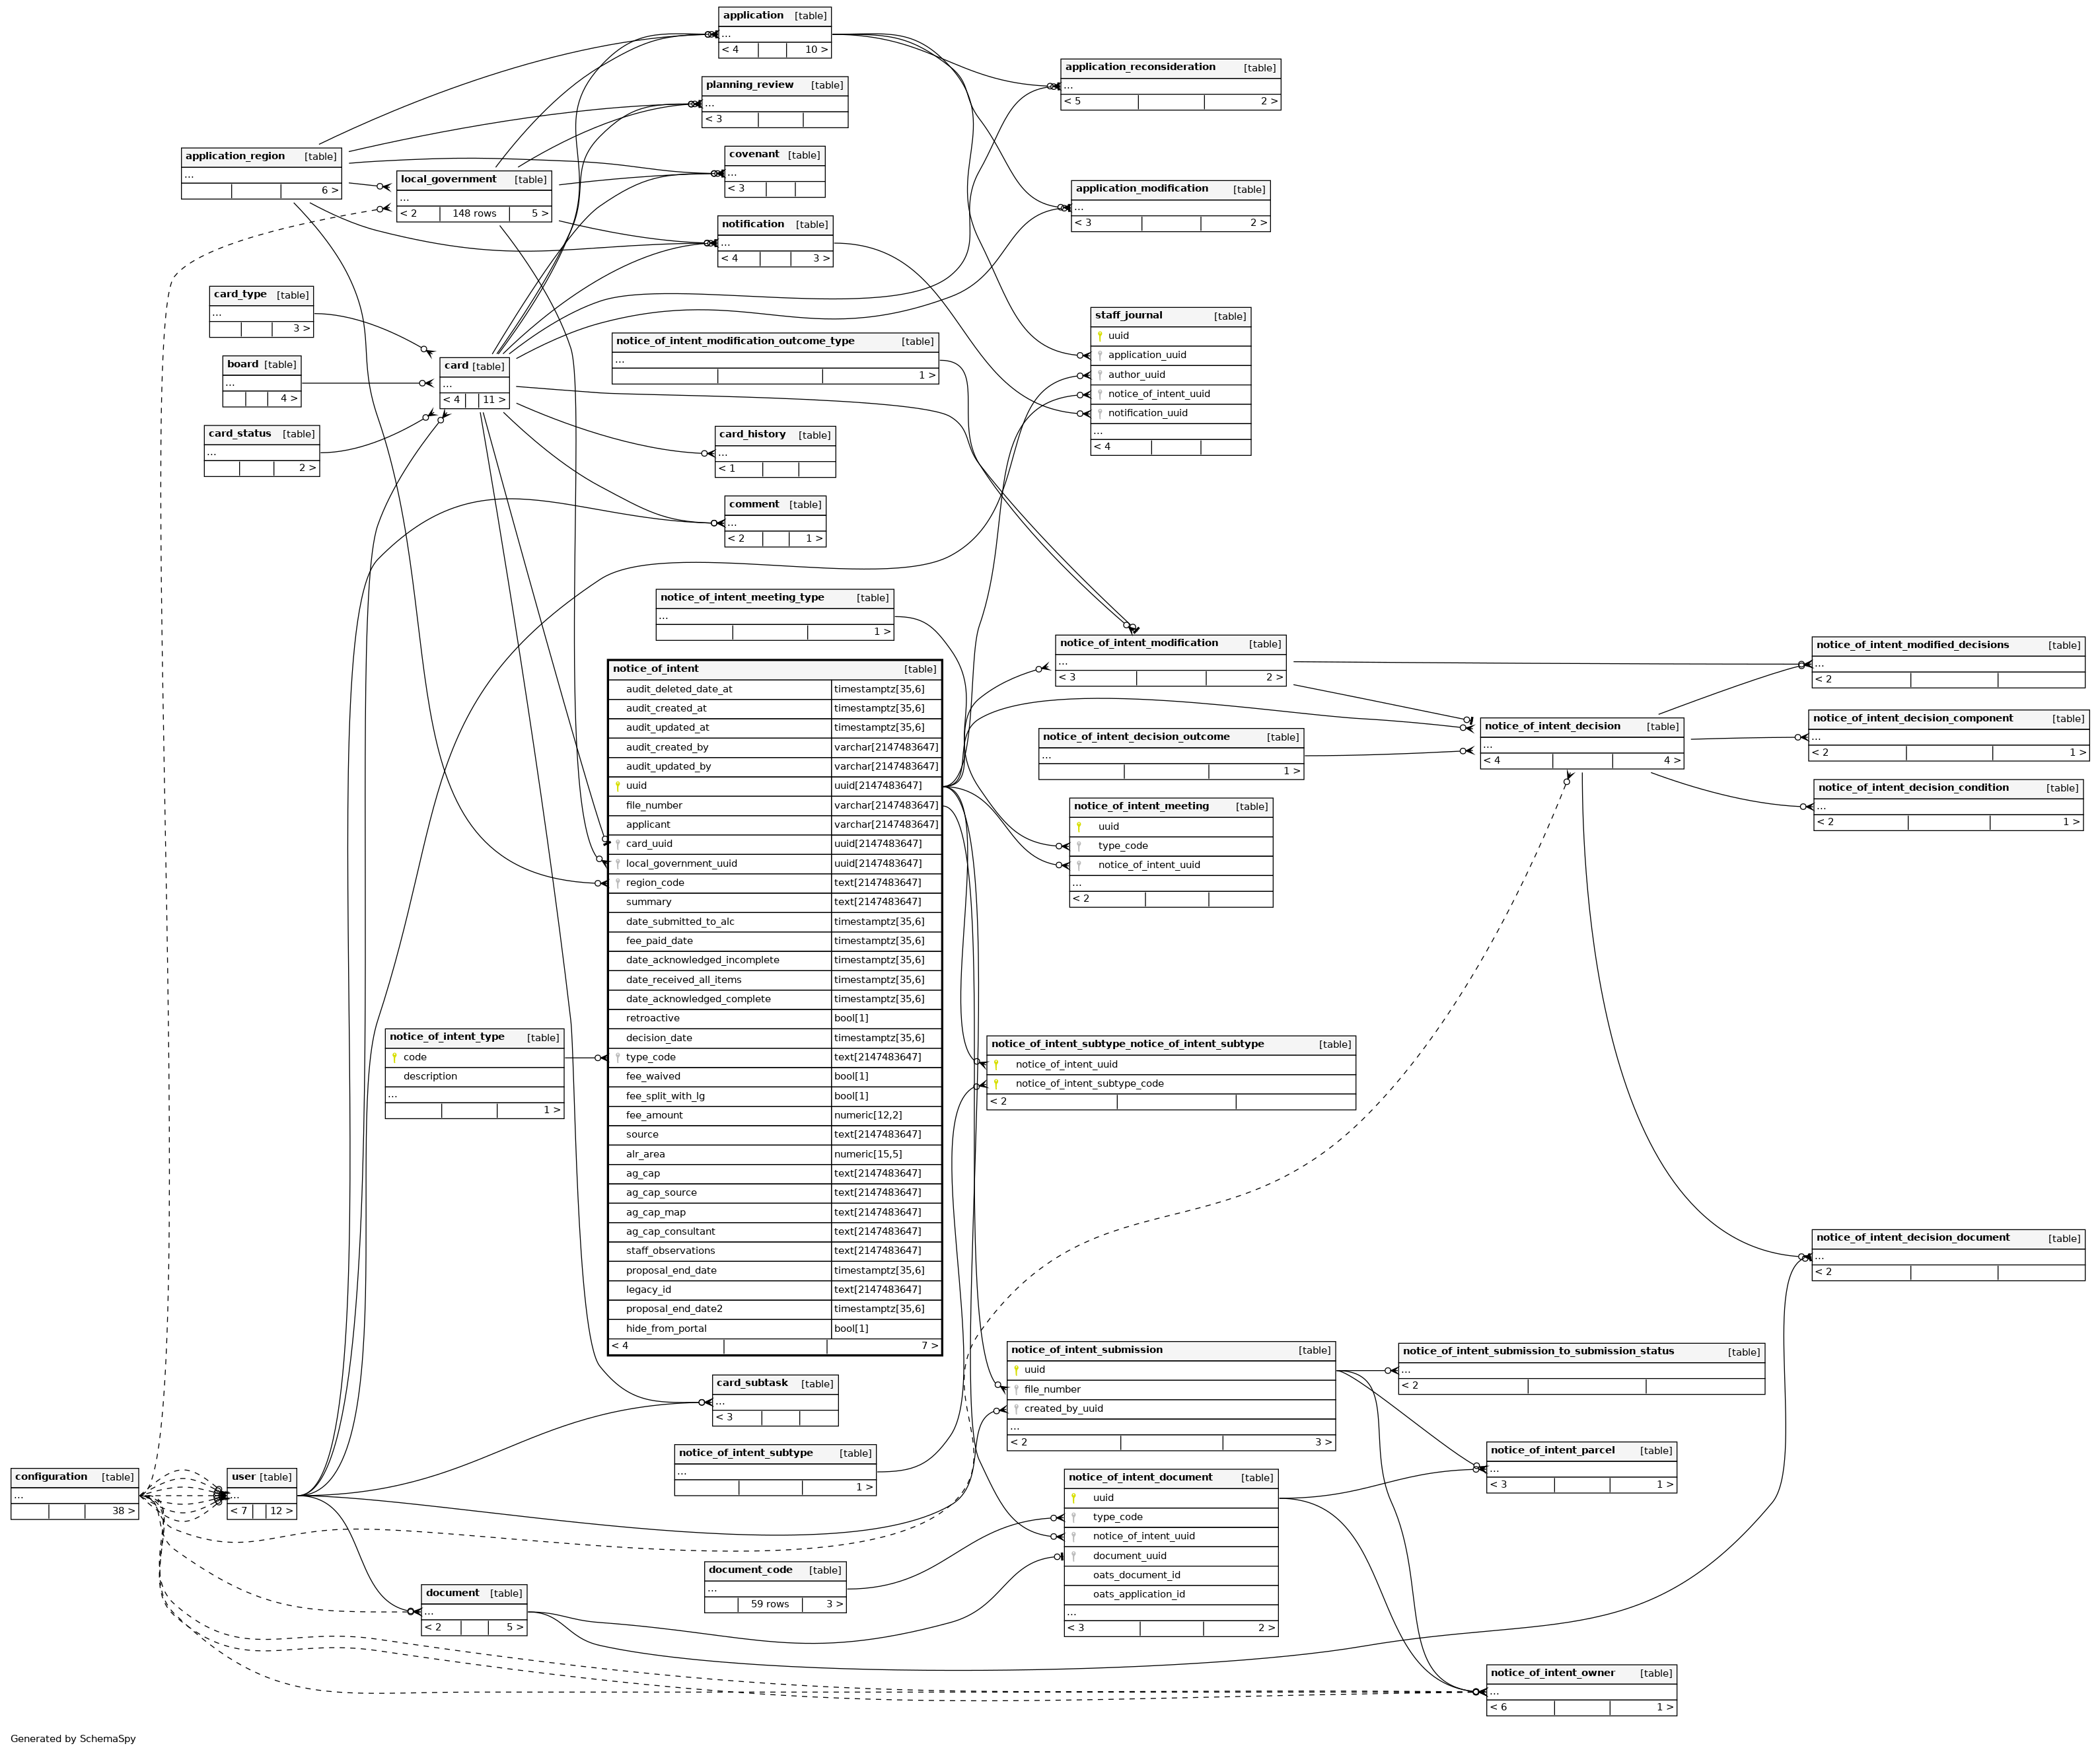 application [table]
...
< 4 10 >
planning_review [table]
...
< 3
covenant [table]
...
< 3
notification [table]
...
< 4 3 >
application_reconsideration [table]
...
< 5 2 >
application_modification [table]
...
< 3 2 >
application_region [table]
...
6 >
local_government [table]
...
< 2 148 rows 5 >
card_type [table]
...
3 >
board [table]
...
4 >
card_status [table]
...
2 >
card [table]
...
< 4 11 >
notice_of_intent_modification_outcome_type [table]
...
1 >
card_history [table]
...
< 1
comment [table]
...
< 2 1 >
staff_journal [table]
uuid
application_uuid
author_uuid
notice_of_intent_uuid
notification_uuid
...
< 4
notice_of_intent_meeting_type [table]
...
1 >
notice_of_intent [table]
audit_deleted_date_at timestamptz[35,6]
audit_created_at timestamptz[35,6]
audit_updated_at timestamptz[35,6]
audit_created_by varchar[2147483647]
audit_updated_by varchar[2147483647]
uuid uuid[2147483647]
file_number varchar[2147483647]
applicant varchar[2147483647]
card_uuid uuid[2147483647]
local_government_uuid uuid[2147483647]
region_code text[2147483647]
summary text[2147483647]
date_submitted_to_alc timestamptz[35,6]
fee_paid_date timestamptz[35,6]
date_acknowledged_incomplete timestamptz[35,6]
date_received_all_items timestamptz[35,6]
date_acknowledged_complete timestamptz[35,6]
retroactive bool[1]
decision_date timestamptz[35,6]
type_code text[2147483647]
fee_waived bool[1]
fee_split_with_lg bool[1]
fee_amount numeric[12,2]
source text[2147483647]
alr_area numeric[15,5]
ag_cap text[2147483647]
ag_cap_source text[2147483647]
ag_cap_map text[2147483647]
ag_cap_consultant text[2147483647]
staff_observations text[2147483647]
proposal_end_date timestamptz[35,6]
legacy_id text[2147483647]
proposal_end_date2 timestamptz[35,6]
hide_from_portal bool[1]
< 4 7 >
notice_of_intent_modification [table]
...
< 3 2 >
notice_of_intent_decision_outcome [table]
...
1 >
notice_of_intent_meeting [table]
uuid
type_code
notice_of_intent_uuid
...
< 2
notice_of_intent_decision [table]
...
< 4 4 >
notice_of_intent_modified_decisions [table]
...
< 2
notice_of_intent_decision_component [table]
...
< 2 1 >
notice_of_intent_decision_condition [table]
...
< 2 1 >
notice_of_intent_type [table]
code
description
...
1 >
notice_of_intent_subtype_notice_of_intent_subtype [table]
notice_of_intent_uuid
notice_of_intent_subtype_code
< 2
notice_of_intent_decision_document [table]
...
< 2
card_subtask [table]
...
< 3
notice_of_intent_subtype [table]
...
1 >
notice_of_intent_submission [table]
uuid
file_number
created_by_uuid
...
< 2 3 >
notice_of_intent_submission_to_submission_status [table]
...
< 2
notice_of_intent_parcel [table]
...
< 3 1 >
configuration [table]
...
38 >
user [table]
...
< 7 12 >
document [table]
...
< 2 5 >
document_code [table]
...
59 rows 3 >
notice_of_intent_document [table]
uuid
type_code
notice_of_intent_uuid
document_uuid
oats_document_id
oats_application_id
...
< 3 2 >
notice_of_intent_owner [table]
...
< 6 1 >
Generated by SchemaSpy